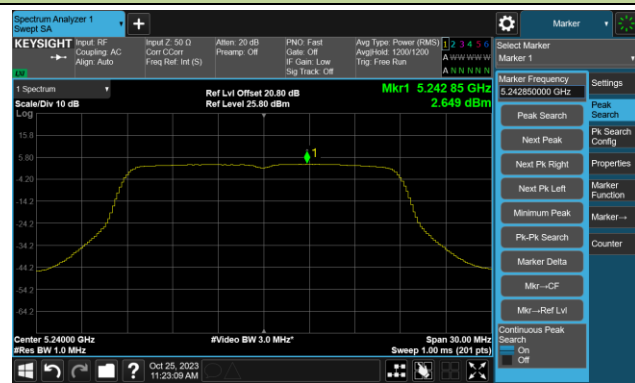 Spectrum Analyzer 1
Swept SA
+
Marker
KEYSIGHT
Input: RF
Coupling: AC
Align: Auto
Input Z: 50 Ω
Corr CCorr
Freq Ref: Int (S)
Atten: 20 dB
Preamp: Off
PNO: Fast
Gate: Off
IF Gain: Low
Sig Track: Off
Avg Type: Power (RMS)
Avg|Hold: 1200/1200
Trig: Free Run
1 2 3 4 5 6
A W W W W W
A N N N N N
LW
Select Marker
Marker 1
1 Spectrum
Scale/Div 10 dB
Log
Ref Lvl Offset 20.80 dB
Ref Level 25.80 dBm
Mkr1 5.242 85 GHz
2.649 dBm
15.8
5.80
-4.20
-14.2
-24.2
-34.2
-44.2
-54.2
-64.2
1
Center 5.24000 GHz
#Res BW 1.0 MHz
#Video BW 3.0 MHz*
Span 30.00 MHz
Sweep 1.00 ms (201 pts)
Marker Frequency
5.242850000 GHz
Peak Search
Next Peak
Next Pk Right
Next Pk Left
Minimum Peak
Pk-Pk Search
Marker Delta
Mkr→CF
Mkr→Ref Lvl
Continuous Peak
Search
On
Off
Settings
Peak
Search
Pk Search
Config
Properties
Marker
Function
Marker→
Counter
?
Oct 25, 2023
11:23:09 AM